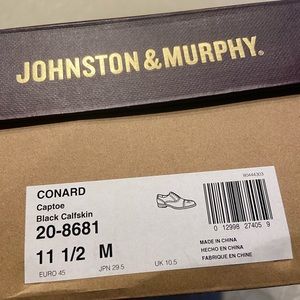 JOHNSTON & MURPHY®
80444303
CONARD
Captoe
Black Calfskin
20-8681
11 1/2 M
EURO 45 JPN 29.5 UK 10.5
0 12998 27405 9
MADE IN CHINA
HECHO EN CHINA
FABRIQUE EN CHINE